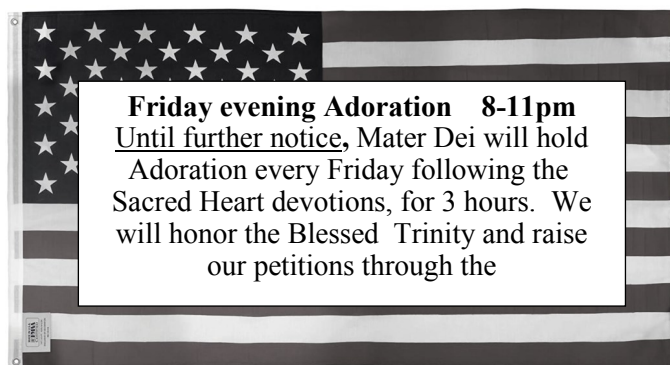 Friday evening Adoration 8-11pm
Until further notice, Mater Dei will hold
Adoration every Friday following the
Sacred Heart devotions, for 3 hours. We
will honor the Blessed Trinity and raise
our petitions through the